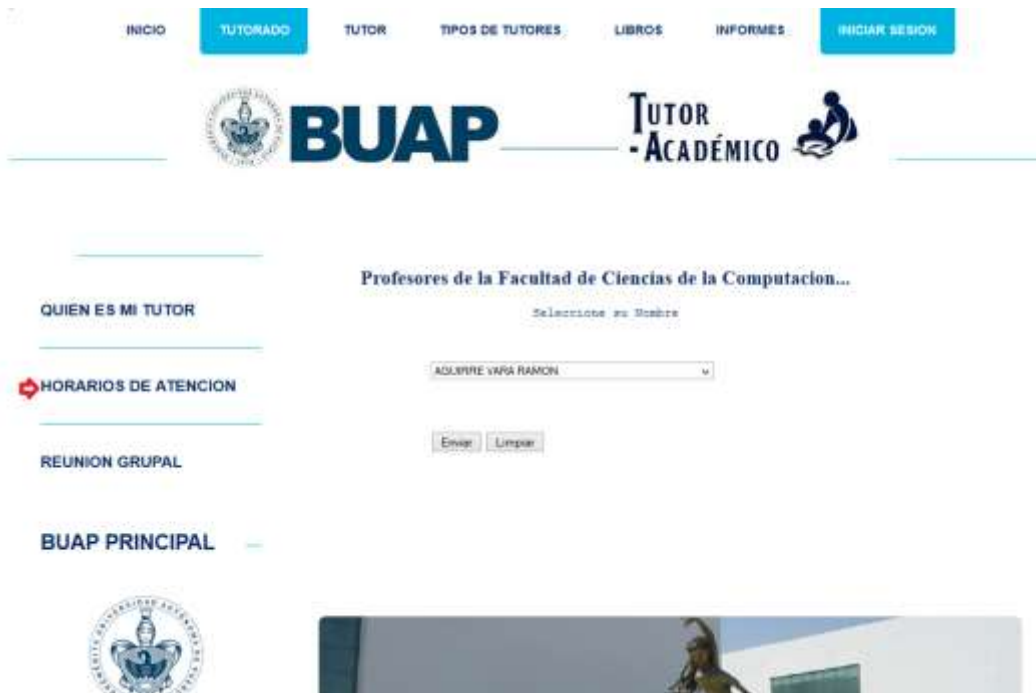 INICIO TUTORADO TUTOR TIPOS DE TUTORES LIBROS INFORMES INICIAR SESION
BUAP
TUTOR
-ACADÉMICO
Profesores de la Facultad de Ciencias de la Computacion...
Seleccione su Nombre
QUIEN ES MI TUTOR
AGUIRRE VARA RAMON
HORARIOS DE ATENCION
Enviar Limpiar
REUNION GRUPAL
BUAP PRINCIPAL